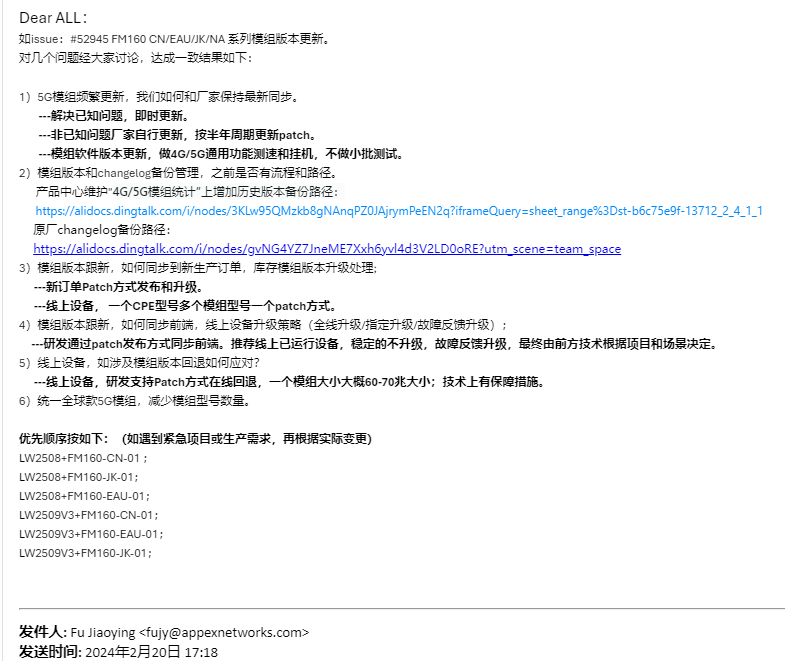 Dear ALL：
如issue：#52945 FM160 CN/EAU/JK/NA 系列模组版本更新。
对几个问题经大家讨论，达成一致结果如下：
1）5G模组频繁更新，我们如何和厂家保持最新同步。
---解决已知问题，即时更新。
---非已知问题厂家自行更新，按半年周期更新patch。
---模组软件版本更新，做4G/5G通用功能测速和挂机，不做小批测试。
2）模组版本和changelog备份管理，之前是否有流程和路径。
产品中心维护“4G/5G模组统计”上增加历史版本备份路径：
https://alidocs.dingtalk.com/i/nodes/3KLw95QMzkb8gNAnqPZ0JAjrymPeEN2q?iframeQuery=sheet_range%3Dst-b6c75e9f-13712_2_4_1_1
原厂changelog备份路径：
https://alidocs.dingtalk.com/i/nodes/gvNG4YZ7JneME7Xxh6yvl4d3V2LD0oRE?utm_scene=team_space
3）模组版本跟新，如何同步到新生产订单，库存模组版本升级处理；
---新订单Patch方式发布和升级。
---线上设备， 一个CPE型号多个模组型号一个patch方式。
4）模组版本跟新，如何同步前端，线上设备升级策略（全线升级/指定升级/故障反馈升级）；
---研发通过patch发布方式同步前端。推荐线上已运行设备，稳定的不升级，故障反馈升级，最终由前方技术根据项目和场景决定。
5）线上设备，如涉及模组版本回退如何应对？
---线上设备，研发支持Patch方式在线回退，一个模组大小大概60-70兆大小；技术上有保障措施。
6）统一全球款5G模组，减少模组型号数量。
优先顺序按如下：（如遇到紧急项目或生产需求，再根据实际变更）
LW2508+FM160-CN-01；
LW2508+FM160-JK-01；
LW2508+FM160-EAU-01；
LW2509V3+FM160-CN-01；
LW2509V3+FM160-EAU-01；
LW2509V3+FM160-JK-01；
发件人: Fu Jiaoying <fujy@appexnetworks.com>
发送时间: 2024年2月20日 17:18